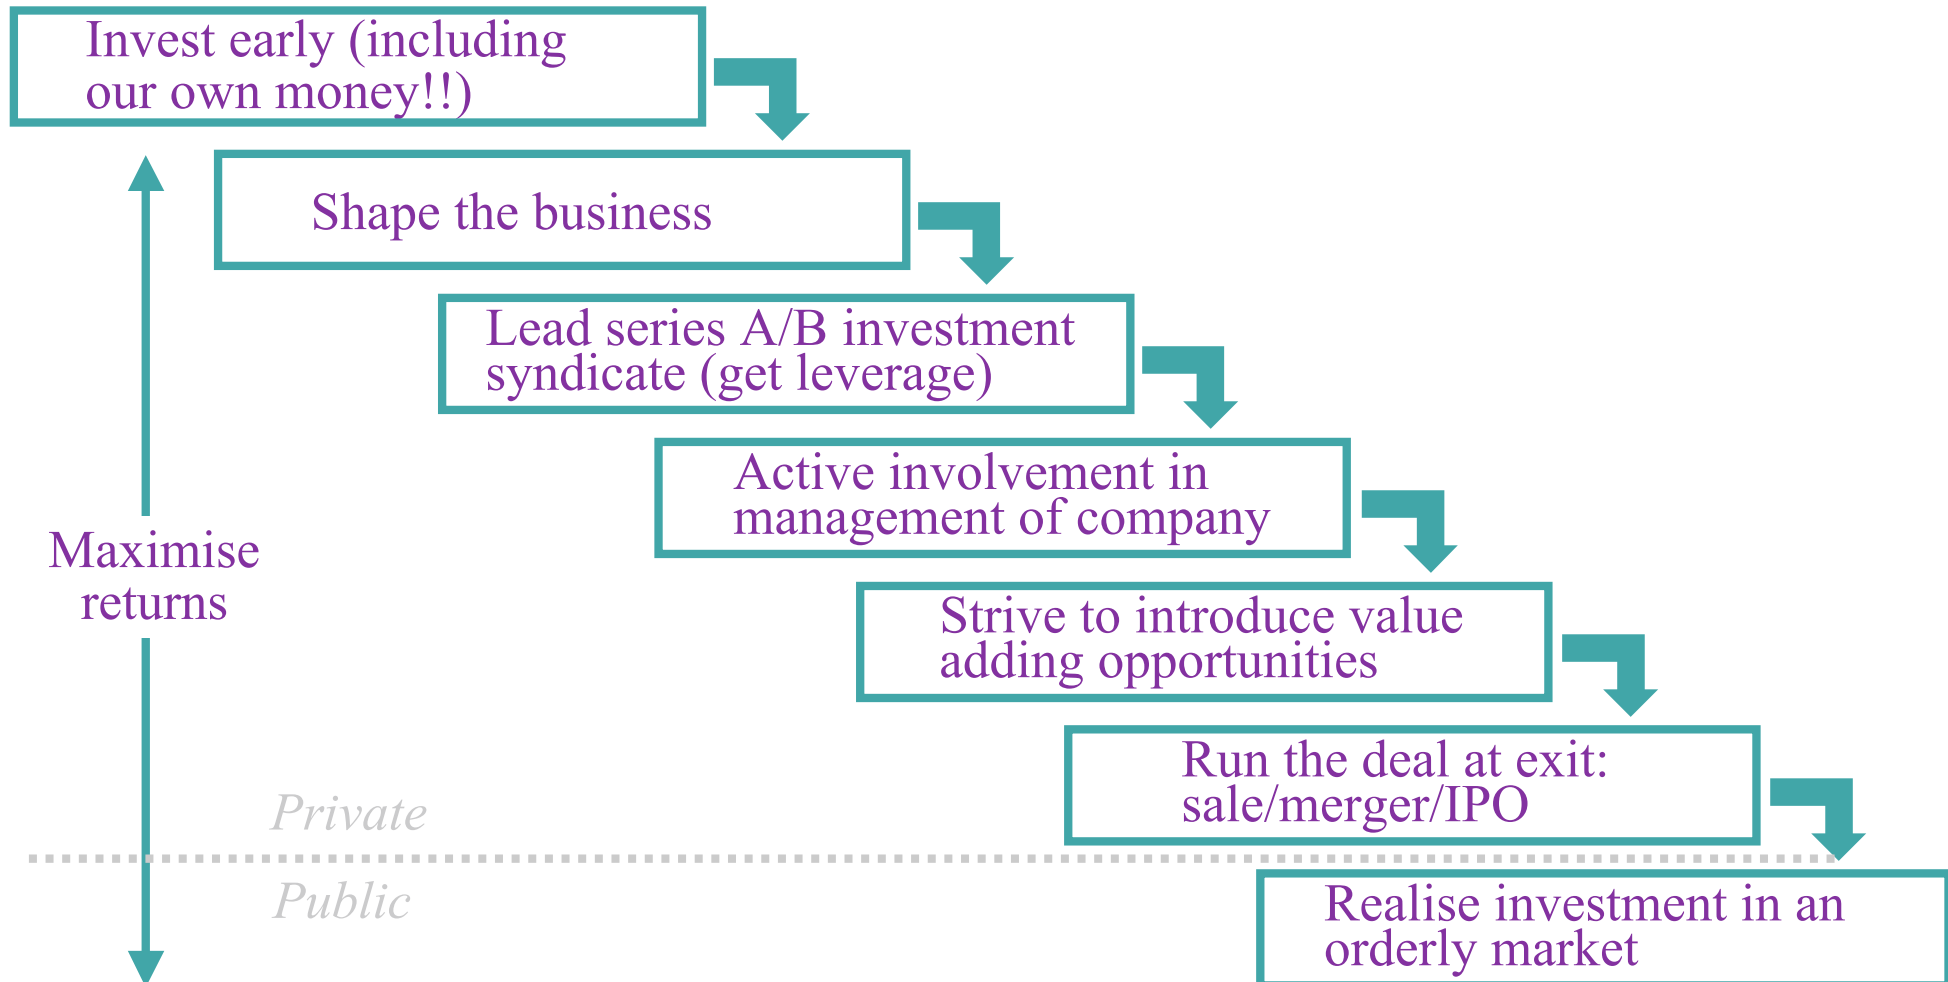 Invest early (including
our own money!!)
Shape the business
Lead series A/B investment
syndicate (get leverage)
Active involvement in
management of company
Maximise
returns
Strive to introduce value
adding opportunities
Run the deal at exit:
sale/merger/IPO
Private
Public
Realise investment in an
orderly market